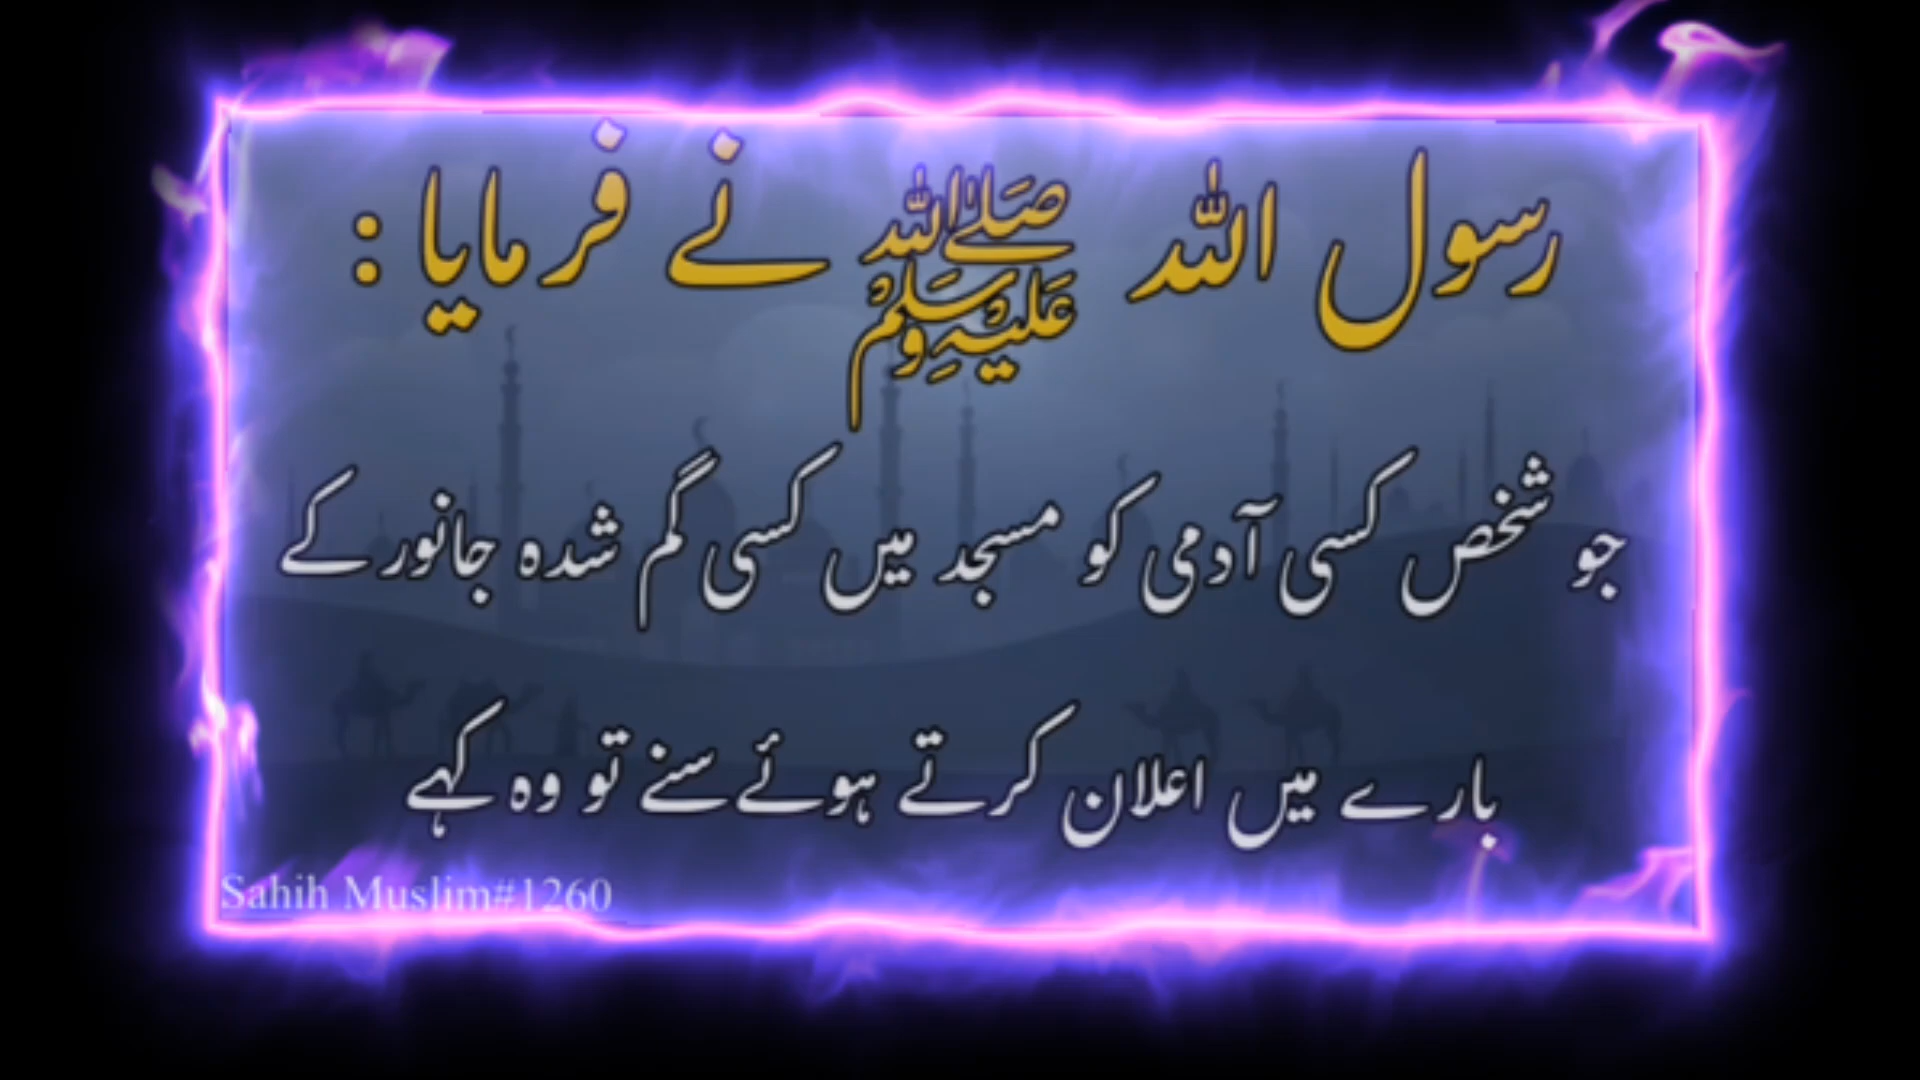 رسول اللہ ﷺ نے فرمایا :
جو شخص کسی آدمی کو مسجد میں کسی گم شدہ جانور کے
بارے میں اعلان کرتے ہوئے سنے تو وہ کہے
Sahih Muslim#1260